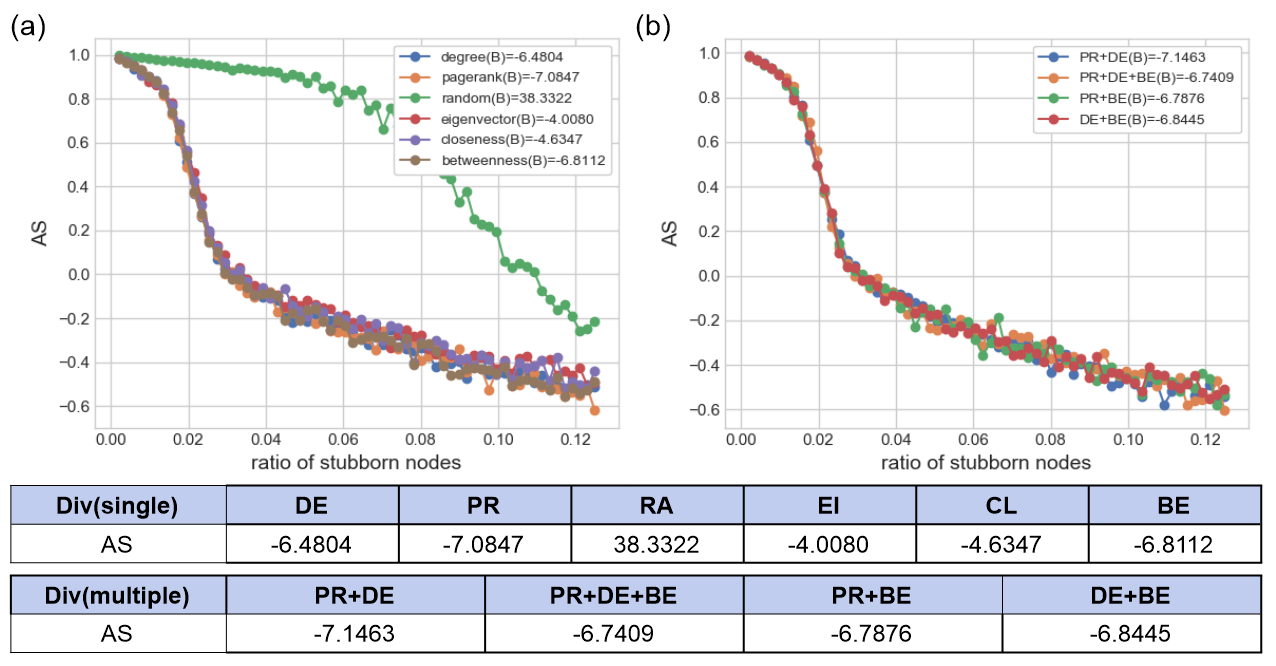 (a)
1.0
0.8
0.6
0.4
0.2
0.0
−0.2
−0.4
−0.6
AS
degree(B)=-6.4804
pagerank(B)=-7.0847
random(B)=38.3322
eigenvector(B)=-4.0080
closeness(B)=-4.6347
betweenness(B)=-6.8112
0.00 0.02 0.04 0.06 0.08 0.10 0.12
ratio of stubborn nodes
(b)
1.0
0.8
0.6
0.4
0.2
0.0
−0.2
−0.4
−0.6
AS
PR+DE(B)=-7.1463
PR+DE+BE(B)=-6.7409
PR+BE(B)=-6.7876
DE+BE(B)=-6.8445
0.00 0.02 0.04 0.06 0.08 0.10 0.12
ratio of stubborn nodes
Div(single) DE PR RA EI CL BE
AS -6.4804 -7.0847 38.3322 -4.0080 -4.6347 -6.8112
Div(multiple) PR+DE PR+DE+BE PR+BE DE+BE
AS -7.1463 -6.7409 -6.7876 -6.8445